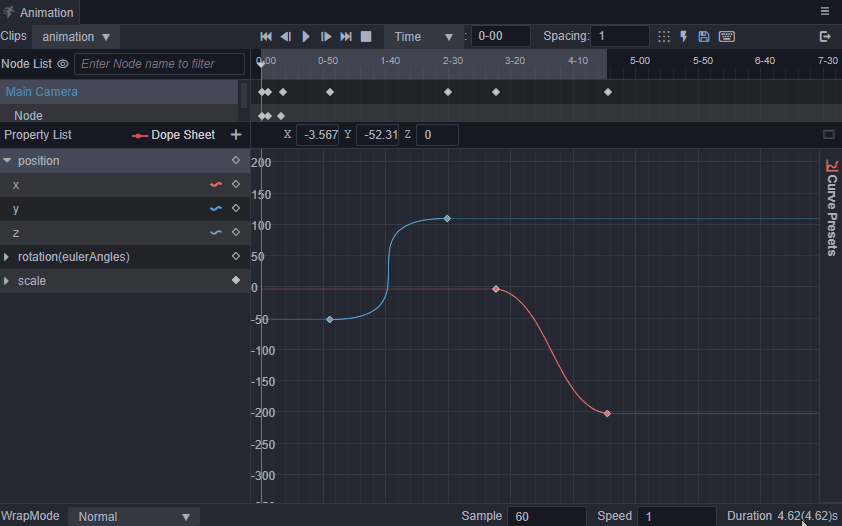 Animation
Clips animation Time : 0-00 Spacing: 1
Node List Enter Node name to filter 0-00 0-50 1-40 2-30 3-20 4-10 5-00 5-50 6-40 7-30
Main Camera
Node
Property List Dope Sheet + X -3.567 Y -52.31 Z 0
position
x
y
z
rotation(eulerAngles)
scale
200
150
100
50
0
-50
-100
-150
-200
-250
-300
Curve Presets
WrapMode Normal Sample 60 Speed 1 Duration 4.62(4.62)s